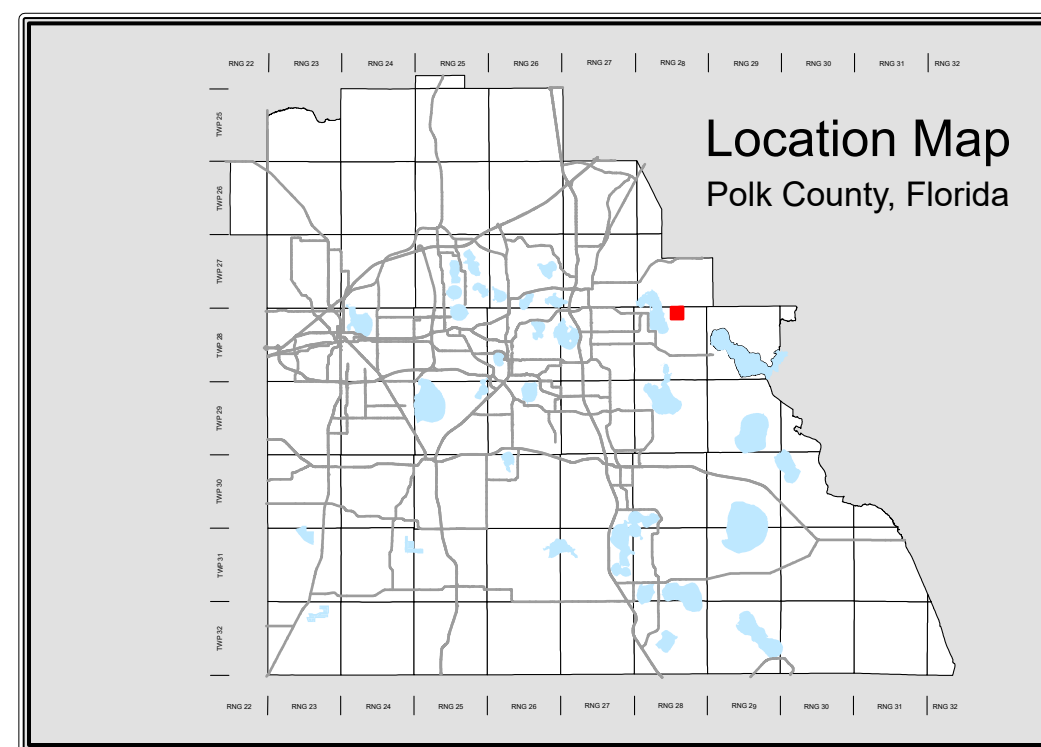 RNG 22 RNG 23 RNG 24 RNG 25 RNG 26 RNG 27 RNG 28 RNG 29 RNG 30 RNG 31 RNG 32
Location Map
Polk County, Florida
TWP 25
TWP 26
TWP 27
TWP 28
TWP 29
TWP 30
TWP 31
TWP 32
RNG 22 RNG 23 RNG 24 RNG 25 RNG 26 RNG 27 RNG 28 RNG 29 RNG 30 RNG 31 RNG 32